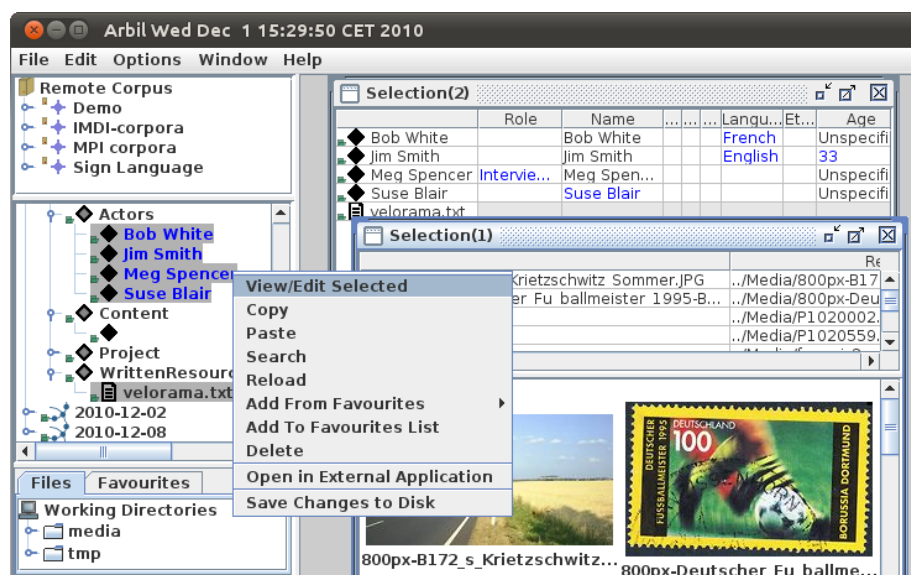 Arbil Wed Dec 1 15:29:50 CET 2010
File Edit Options Window Help
Remote Corpus
Demo
IMDI-corpora
MPI corpora
Sign Language
Actors
Bob White
Jim Smith
Meg Spencer
Suse Blair
Content
Project
WrittenResourc
velorama.txt
2010-12-02
2010-12-08
Files Favourites
Working Directories
media
tmp
View/Edit Selected
Copy
Paste
Search
Reload
Add From Favourites
Add To Favourites List
Delete
Open in External Application
Save Changes to Disk
Selection(2)
Role Name ... ... ... Langu... Et... Age
Bob White Bob White French Unspecifi
Jim Smith Jim Smith English 33
Meg Spencer Intervie... Meg Spen... Unspecifi
Suse Blair Suse Blair Unspecifi
velorama.txt
Selection(1)
Re
Krietzschwitz Sommer.JPG ../Media/800px-B17
er Fu ballmeister 1995-B... ../Media/800px-Deu
../Media/P1020002.
../Media/P1020559.
DEUTSCHER
FUSSBALLMEISTER 1995
DEUTSCHLAND
100
BORUSSIA DORTMUND
800px-B172_s_Krietzschwitz...
800px-Deutscher Fu ballme...